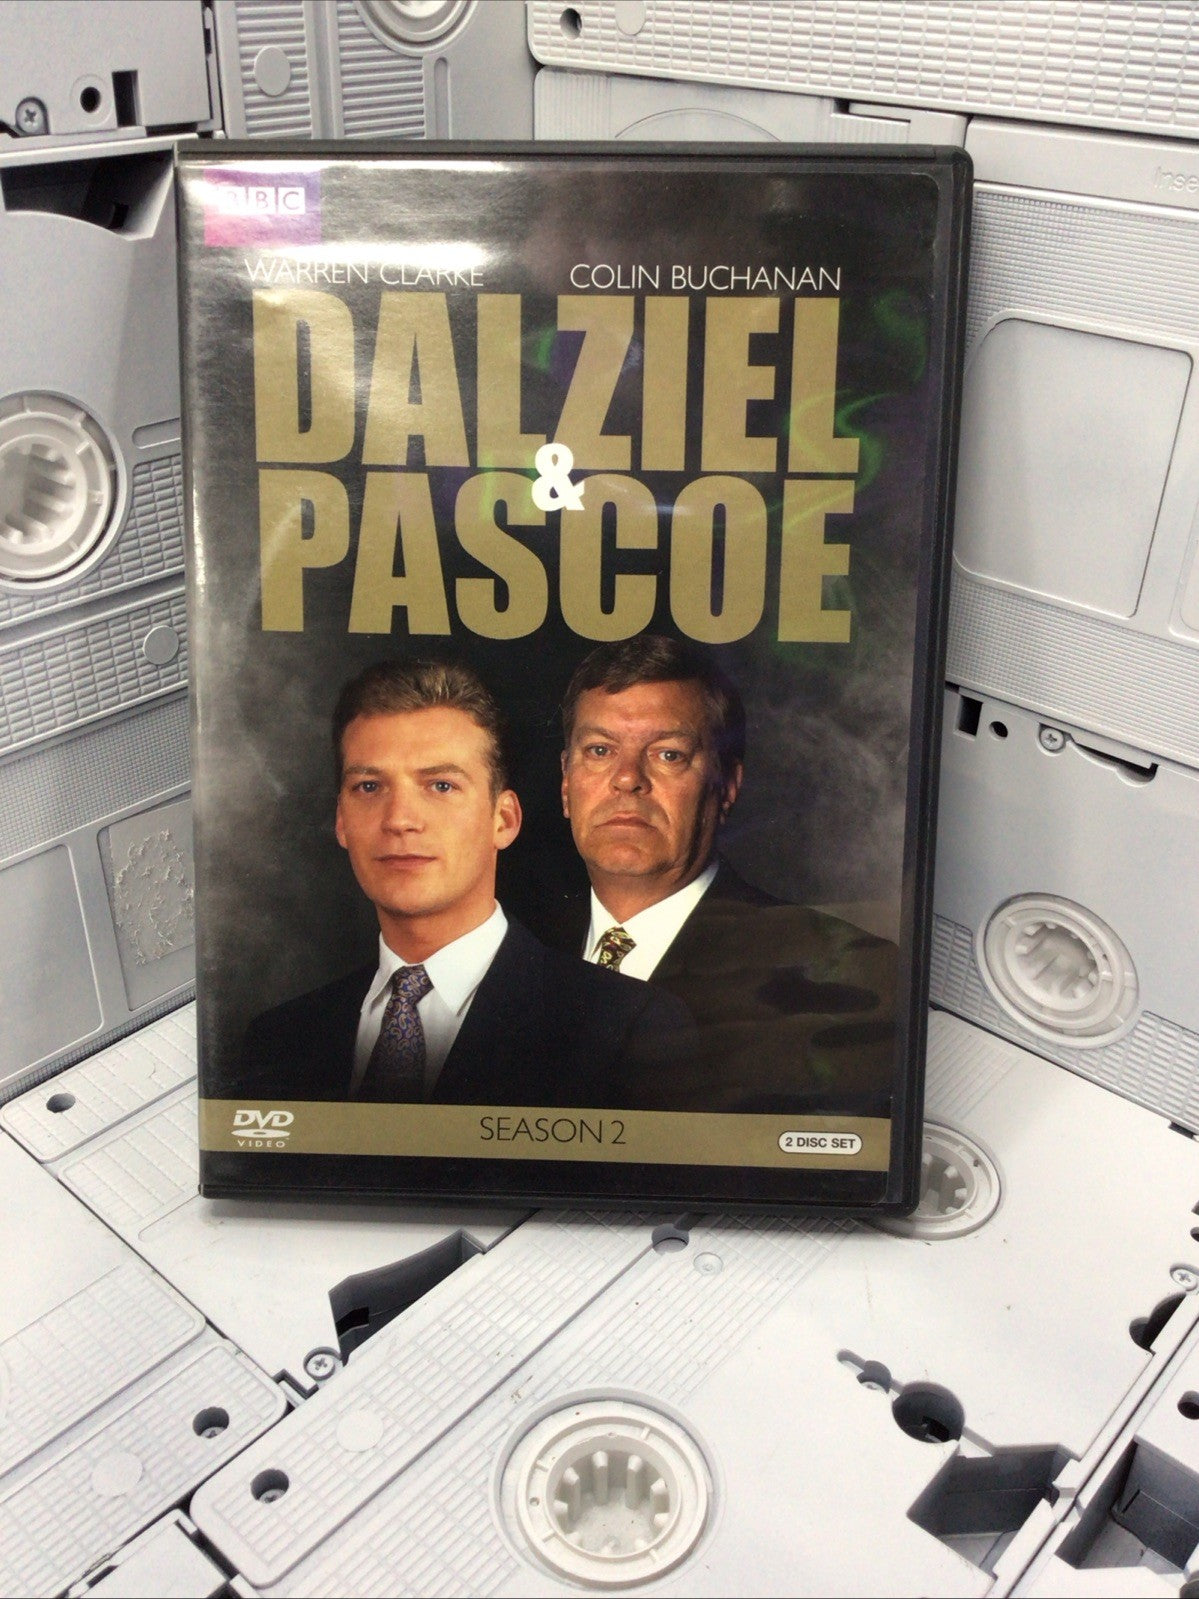 BBC
WARREN CLARKE COLIN BUCHANAN
DALZIEL
&
PASCOE
DVD
VIDEO
SEASON 2
2 DISC SET